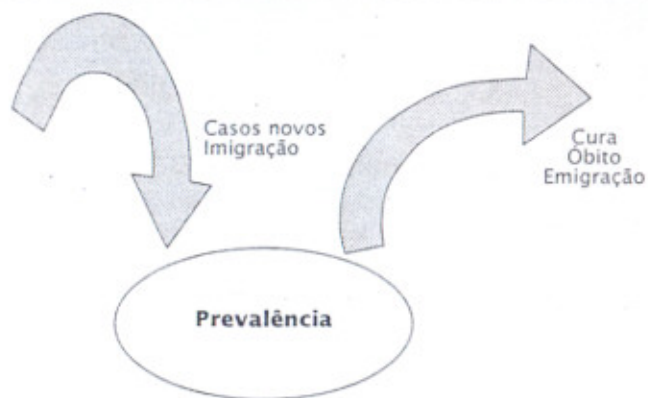 Casos novos
Imigração
Cura
Óbito
Emigração
Prevalência